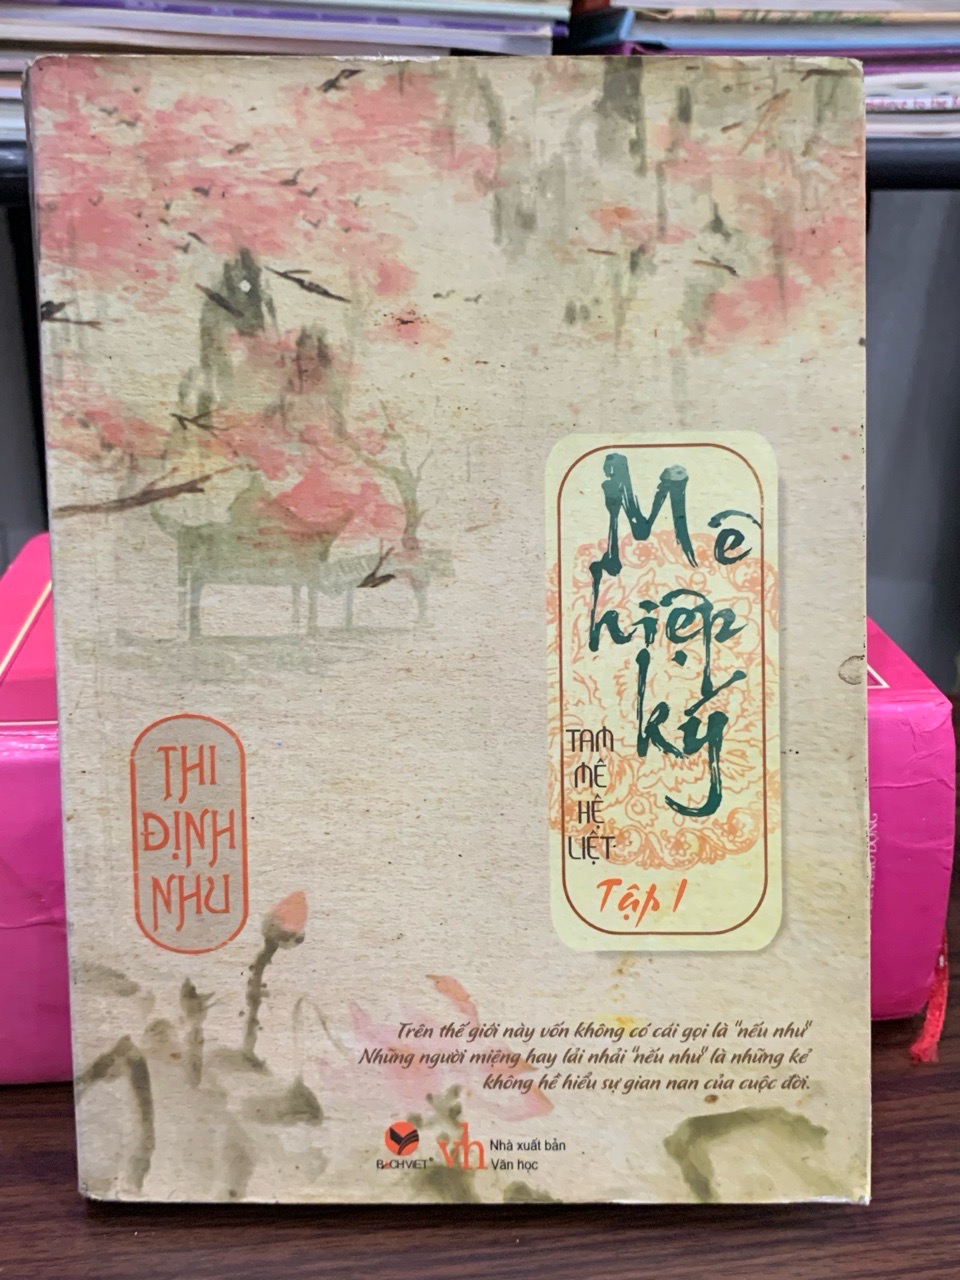 Mê
hiệp
ký
TAM
MÊ
HỆ
LIỆT
Tập 1
THI
ĐỊNH
NHU
Trên thế giới này vốn không có cái gọi là "nếu như"
Những người miệng hay lải nhải "nếu như" là những kẻ
không hề hiểu sự gian nan của cuộc đời.
BACHVIET
vh
Nhà xuất bản
Văn học